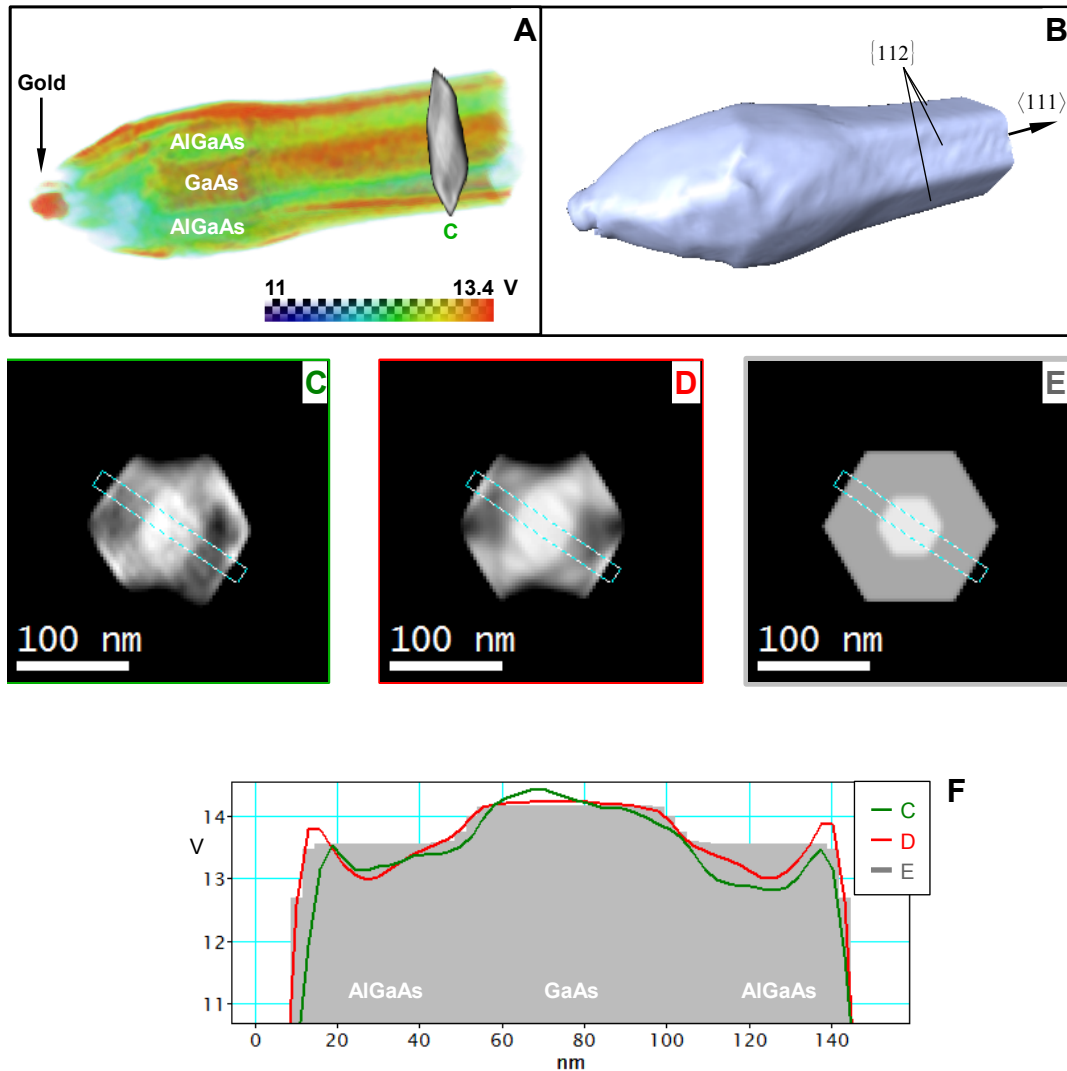 A
Gold
AlGaAs
GaAs
AlGaAs
C
11 13.4 V
B
{112}
⟨111⟩
C
100 nm
D
100 nm
E
100 nm
F
V
14
13
12
11
AlGaAs GaAs AlGaAs
0 20 40 60 80 100 120 140
nm
C
D
E